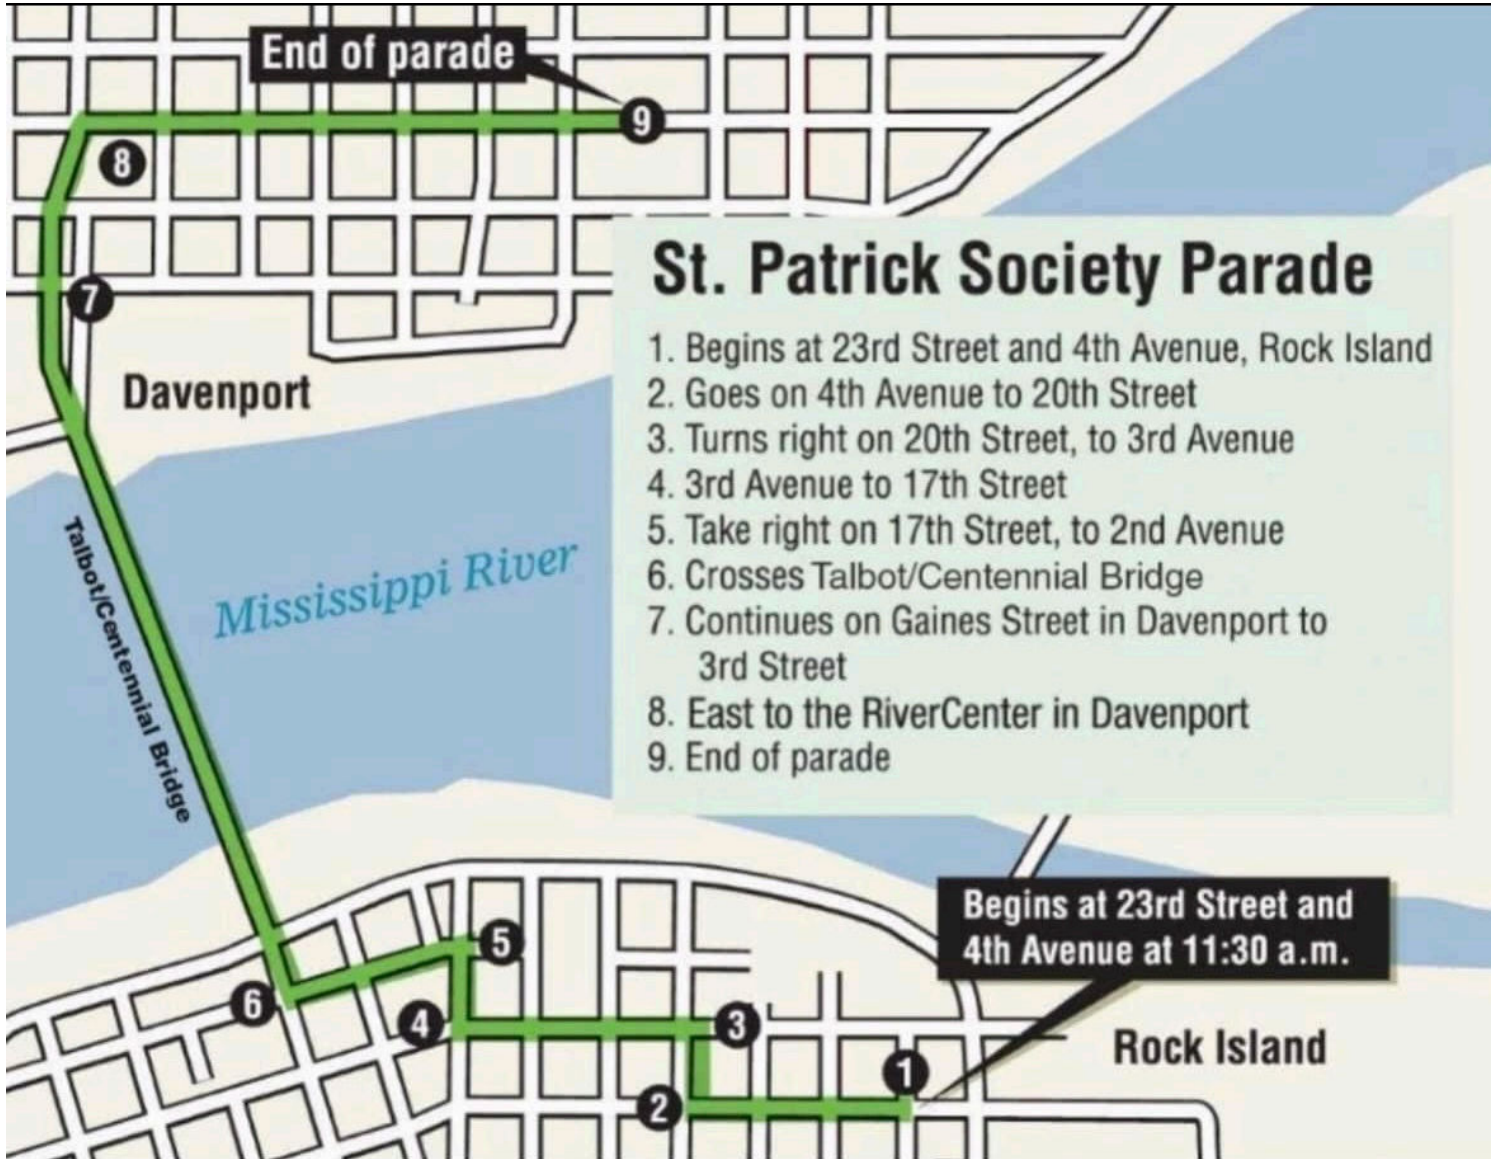 End of parade
9
8
St. Patrick Society Parade
7
1. Begins at 23rd Street and 4th Avenue, Rock Island
2. Goes on 4th Avenue to 20th Street
3. Turns right on 20th Street, to 3rd Avenue
4. 3rd Avenue to 17th Street
5. Take right on 17th Street, to 2nd Avenue
6. Crosses Talbot/Centennial Bridge
7. Continues on Gaines Street in Davenport to
3rd Street
8. East to the RiverCenter in Davenport
9. End of parade
Davenport
Mississippi River
Talbot/Centennial Bridge
Begins at 23rd Street and
4th Avenue at 11:30 a.m.
5
6
4
3
Rock Island
1
2